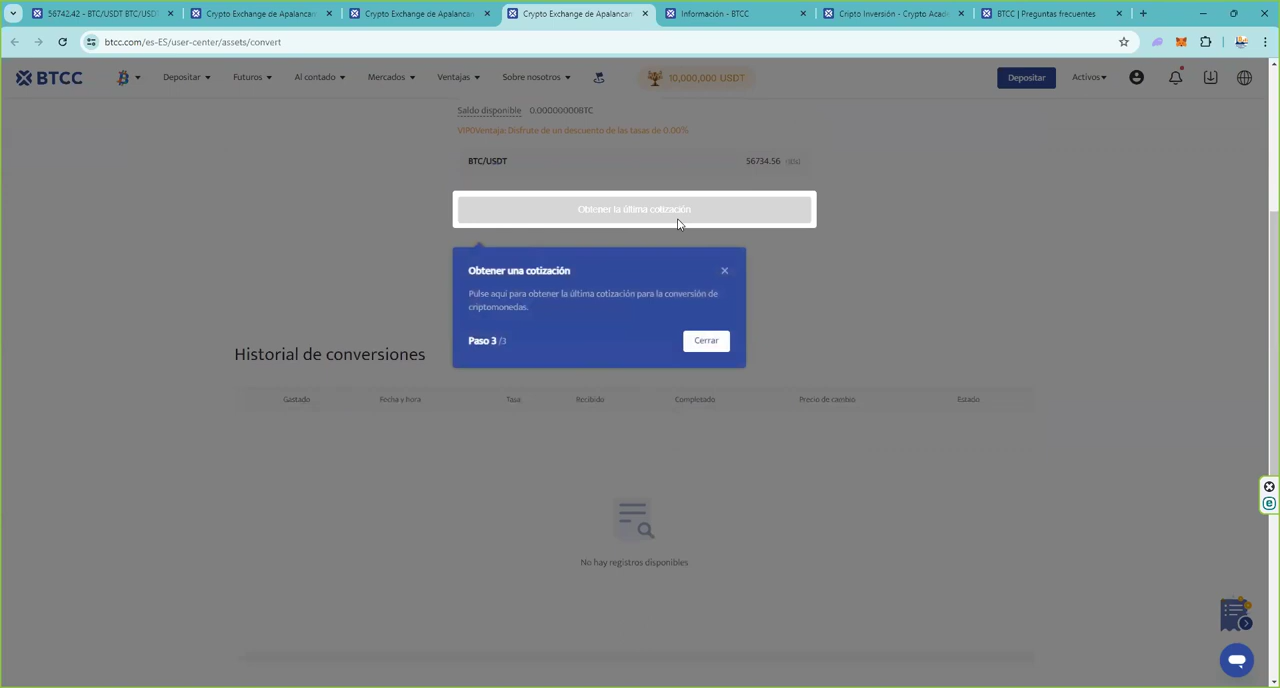 56742.42 - BTC/USDT BTC/USD
Crypto Exchange de Apalancam
Crypto Exchange de Apalancam
Crypto Exchange de Apalancam
Información - BTCC
Cripto Inversión - Crypto Acade
BTCC | Preguntas frecuentes
btcc.com/es-ES/user-center/assets/convert
BTCC
Depositar
Futuros
Al contado
Mercados
Ventajas
Sobre nosotros
10,000,000 USDT
Depositar
Activos
Saldo disponible 0.00000000BTC
VIP0Ventaja: Disfrute de un descuento de las tasas de 0.00%
BTC/USDT 56734.56
Obtener la última cotización
Obtener una cotización
Pulse aquí para obtener la última cotización para la conversión de
criptomonedas.
Paso 3 /3
Cerrar
Historial de conversiones
Gastado Fecha y hora Tasa Recibido Completado Precio de cambio Estado
No hay registros disponibles